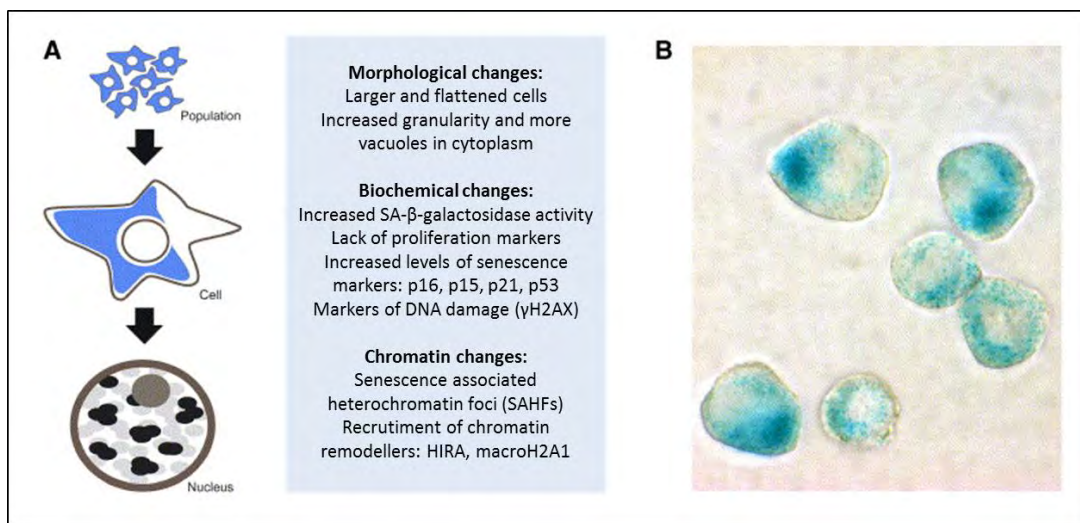 A
Population
Cell
Nucleus
Morphological changes:
Larger and flattened cells
Increased granularity and more
vacuoles in cytoplasm
Biochemical changes:
Increased SA-β-galactosidase activity
Lack of proliferation markers
Increased levels of senescence
markers: p16, p15, p21, p53
Markers of DNA damage (γH2AX)
Chromatin changes:
Senescence associated
heterochromatin foci (SAHFs)
Recrutiment of chromatin
remodellers: HIRA, macroH2A1
B